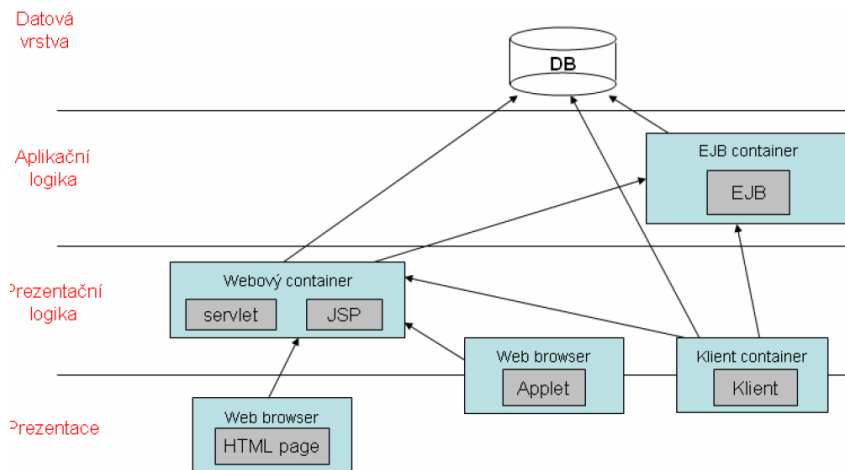 Datová
vrstva
DB
Aplikační
logika
EJB container
EJB
Prezentační
logika
Webový container
servlet
JSP
Web browser
Applet
Klient container
Klient
Prezentace
Web browser
HTML page